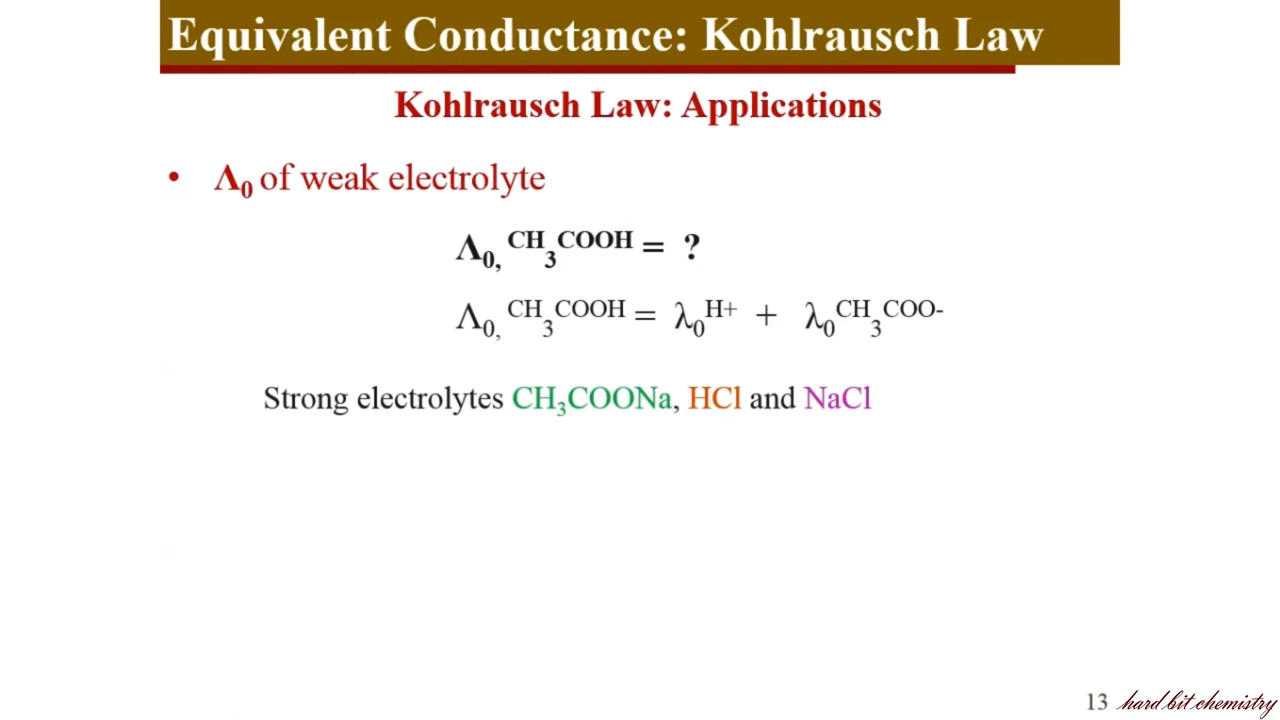 Equivalent Conductance: Kohlrausch Law
Kohlrausch Law: Applications
• Λ₀ of weak electrolyte
Λ₀, CH₃COOH = ?
Λ₀, CH₃COOH = λ₀H+ + λ₀CH₃COO-
Strong electrolytes CH₃COONa, HCl and NaCl
13 hard bit chemistry